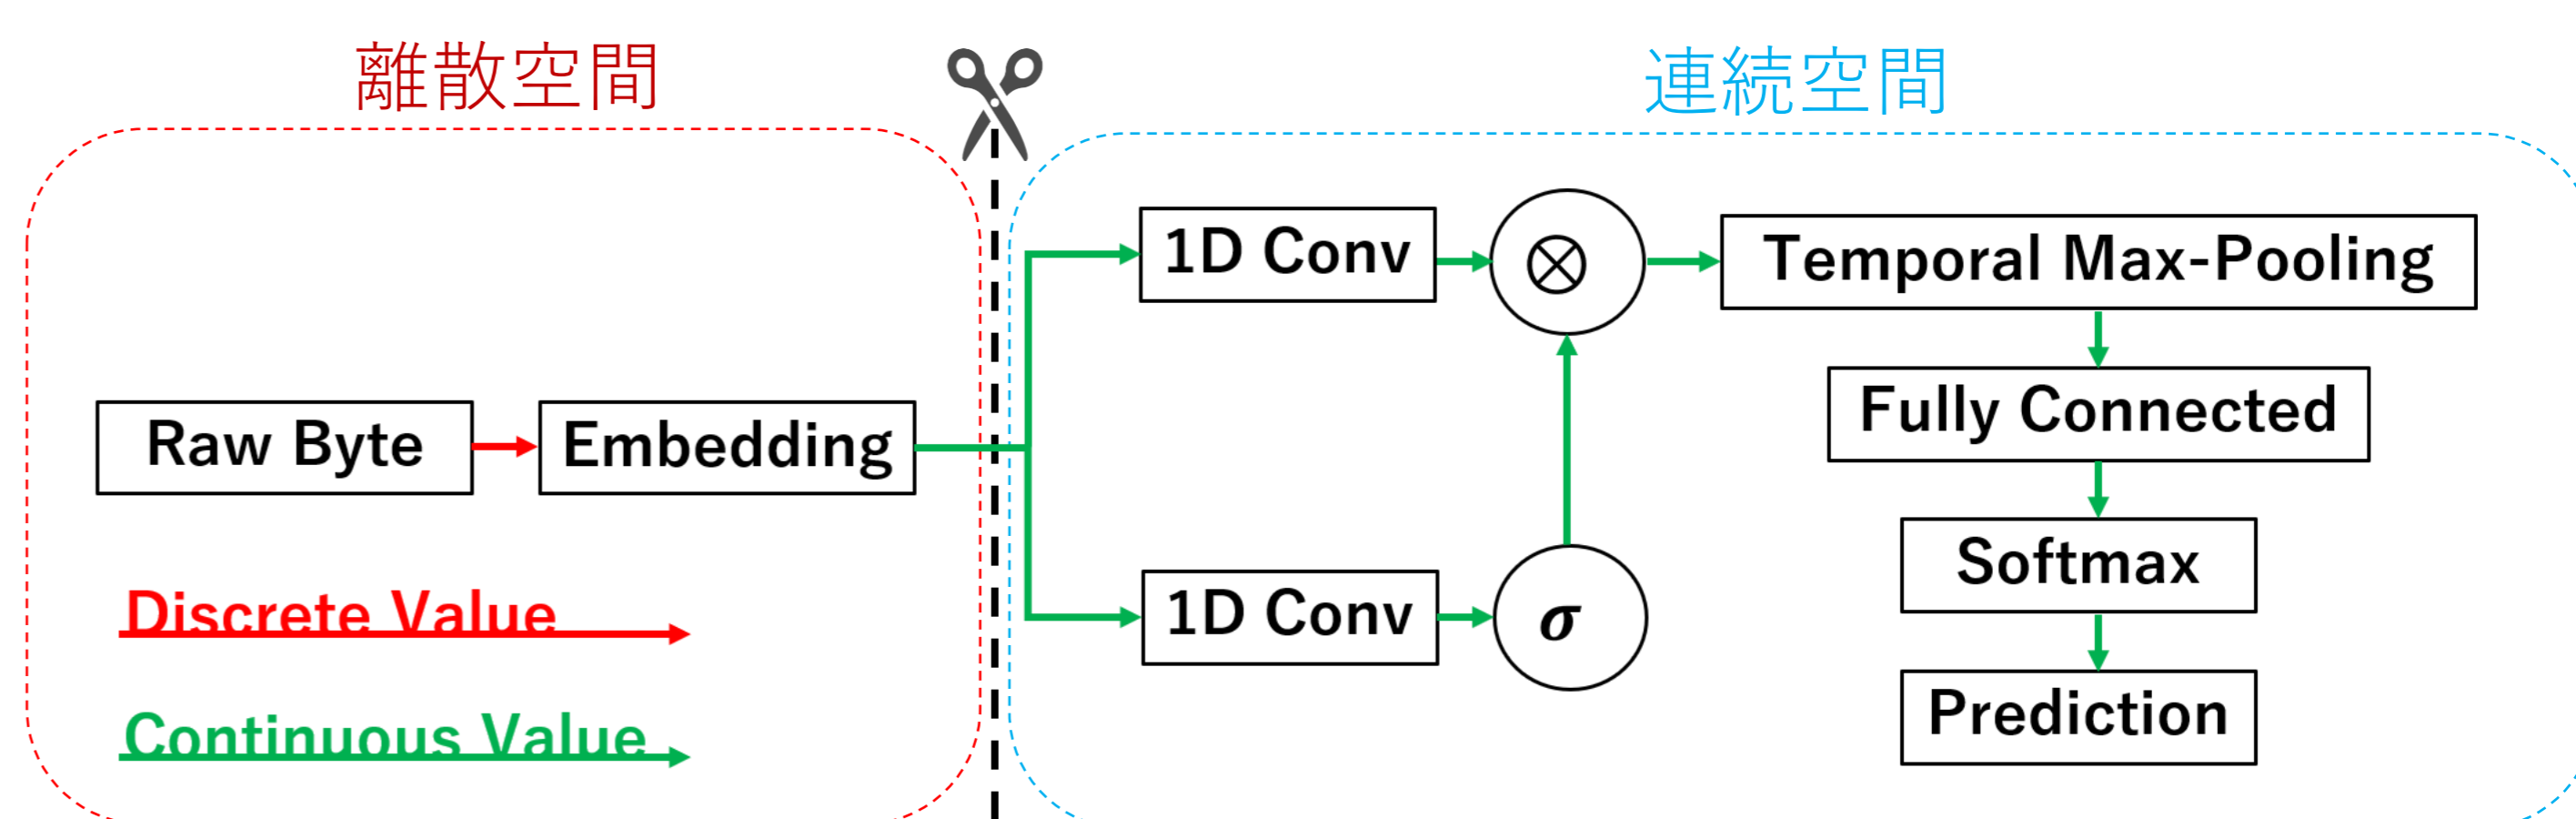 離散空間
連続空間
Raw Byte
Embedding
Discrete Value
Continuous Value
1D Conv
⊗
1D Conv
σ
Temporal Max-Pooling
Fully Connected
Softmax
Prediction